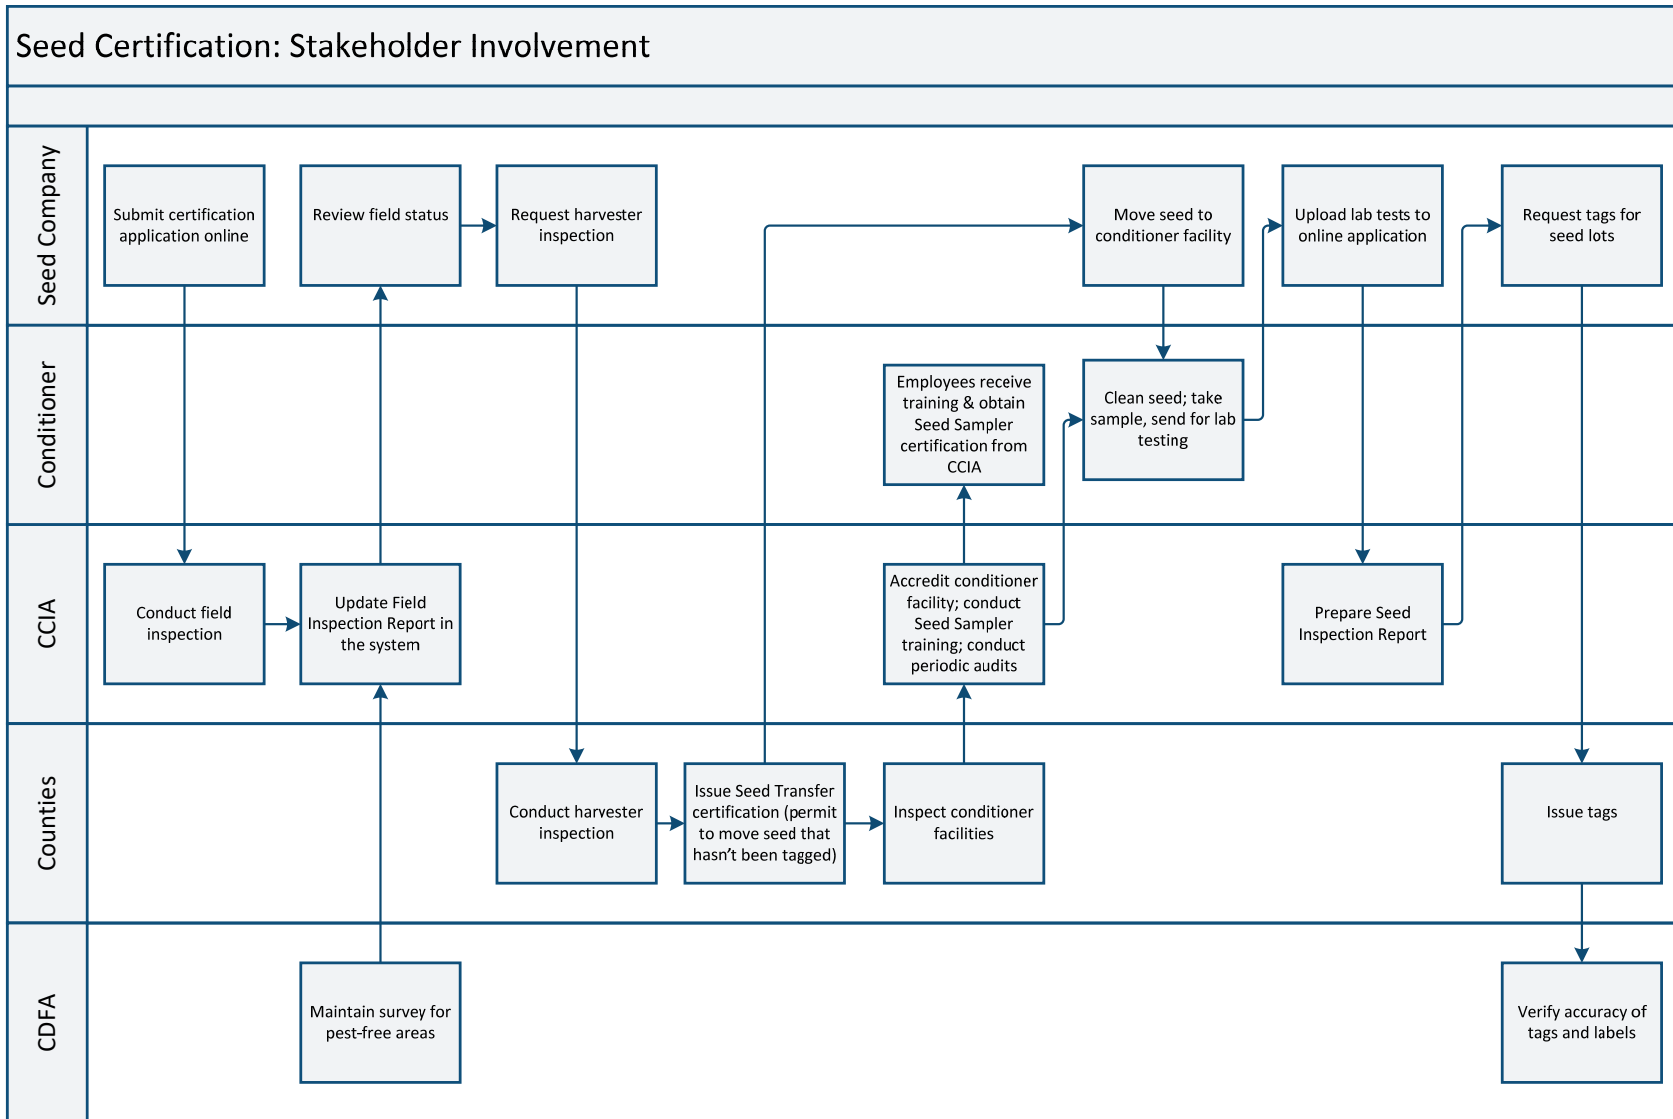 Seed Certification: Stakeholder Involvement
Seed Company
Submit certification
application online
Review field status
Request harvester
inspection
Move seed to
conditioner facility
Upload lab tests to
online application
Request tags for
seed lots
Conditioner
Employees receive
training & obtain
Seed Sampler
certification from
CCIA
Clean seed; take
sample, send for lab
testing
CCIA
Conduct field
inspection
Update Field
Inspection Report in
the system
Accredit conditioner
facility; conduct
Seed Sampler
training; conduct
periodic audits
Prepare Seed
Inspection Report
Counties
Conduct harvester
inspection
Issue Seed Transfer
certification (permit
to move seed that
hasn’t been tagged)
Inspect conditioner
facilities
Issue tags
CDFA
Maintain survey for
pest-free areas
Verify accuracy of
tags and labels